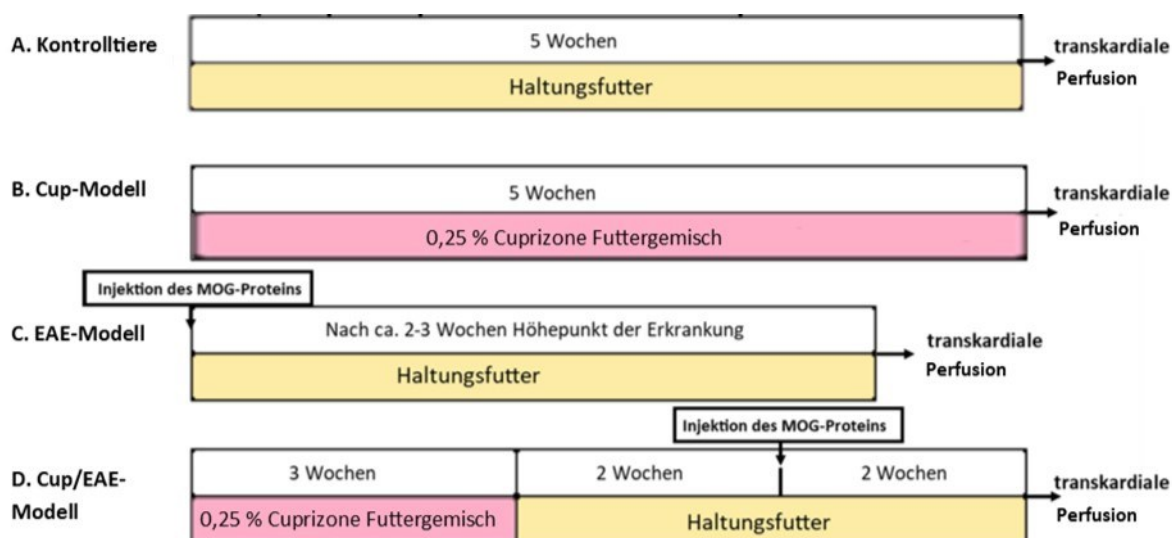 A. Kontrolltiere
5 Wochen
Haltungsfutter
transkardiale
Perfusion
B. Cup-Modell
5 Wochen
0,25 % Cuprizone Futtergemisch
transkardiale
Perfusion
Injektion des MOG-Proteins
C. EAE-Modell
Nach ca. 2-3 Wochen Höhepunkt der Erkrankung
Haltungsfutter
transkardiale
Perfusion
Injektion des MOG-Proteins
D. Cup/EAE-
Modell
3 Wochen
2 Wochen
2 Wochen
0,25 % Cuprizone Futtergemisch
Haltungsfutter
transkardiale
Perfusion